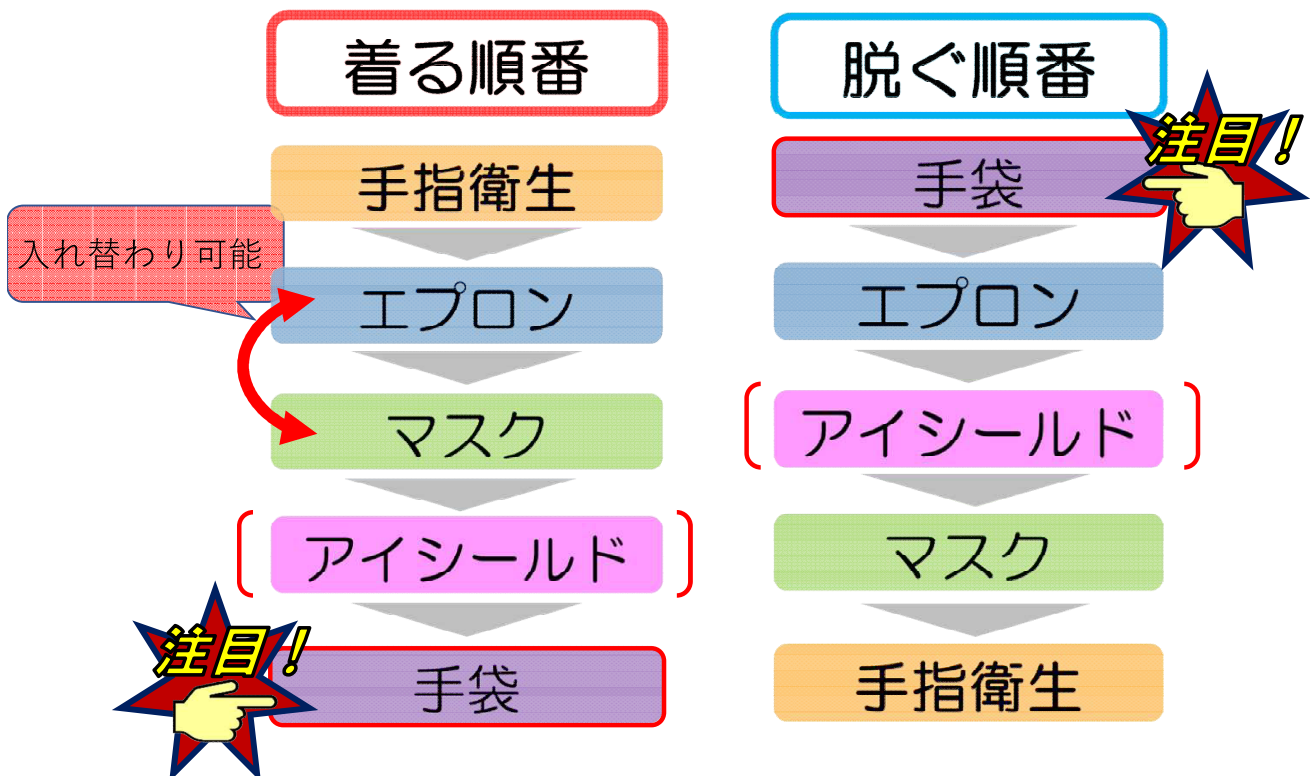 着る順番
手指衛生
入れ替わり可能
エプロン
マスク
アイシールド
注目！
手袋
脱ぐ順番
注目！
手袋
エプロン
アイシールド
マスク
手指衛生